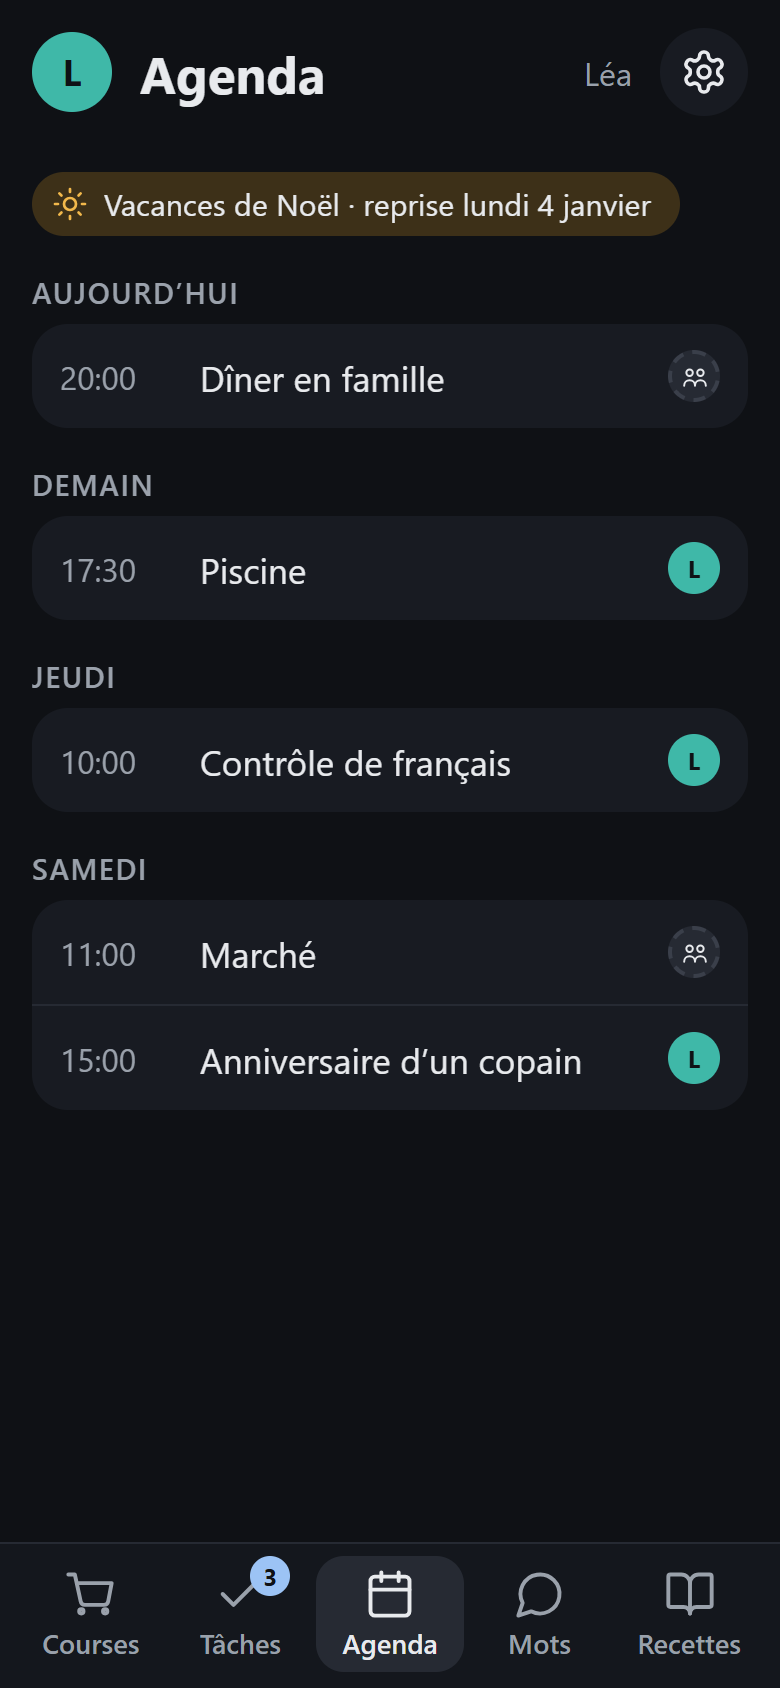 L Agenda Léa
Vacances de Noël · reprise lundi 4 janvier
AUJOURD’HUI
20:00 Dîner en famille
DEMAIN
17:30 Piscine L
JEUDI
10:00 Contrôle de français L
SAMEDI
11:00 Marché
15:00 Anniversaire d’un copain L
3
Courses Tâches Agenda Mots Recettes